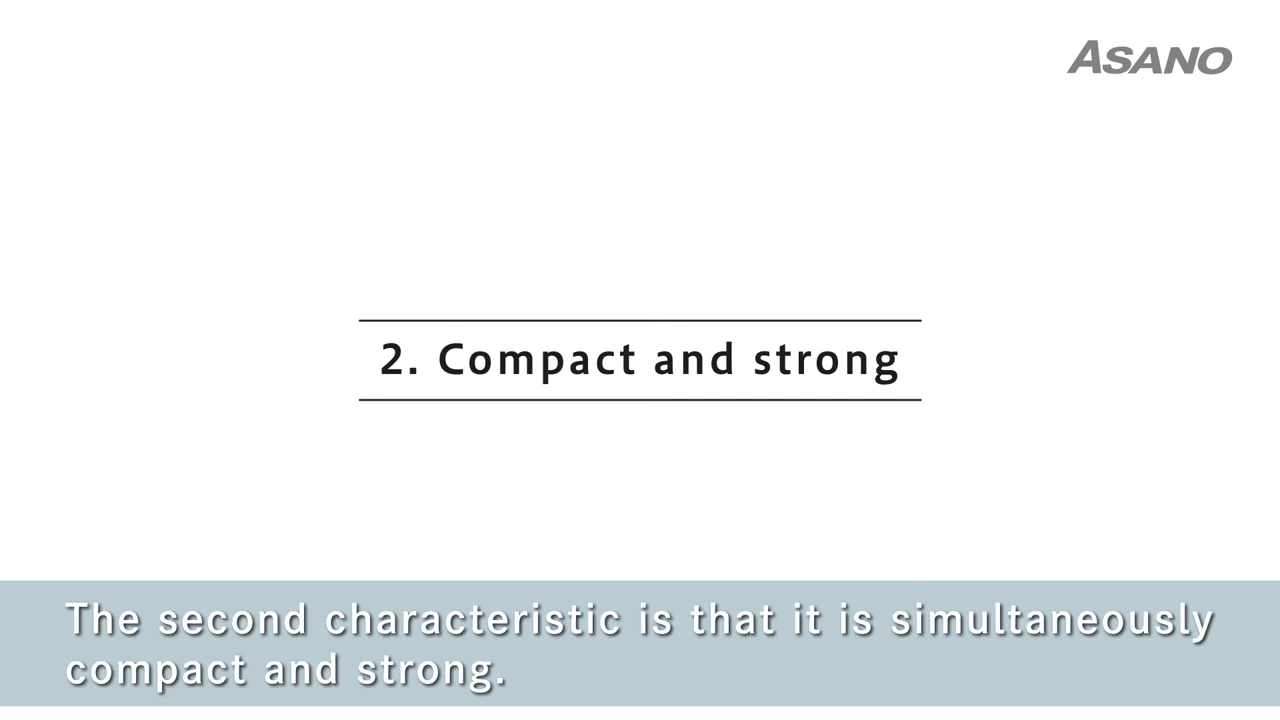 ASANO
2. Compact and strong
The second characteristic is that it is simultaneously
compact and strong.